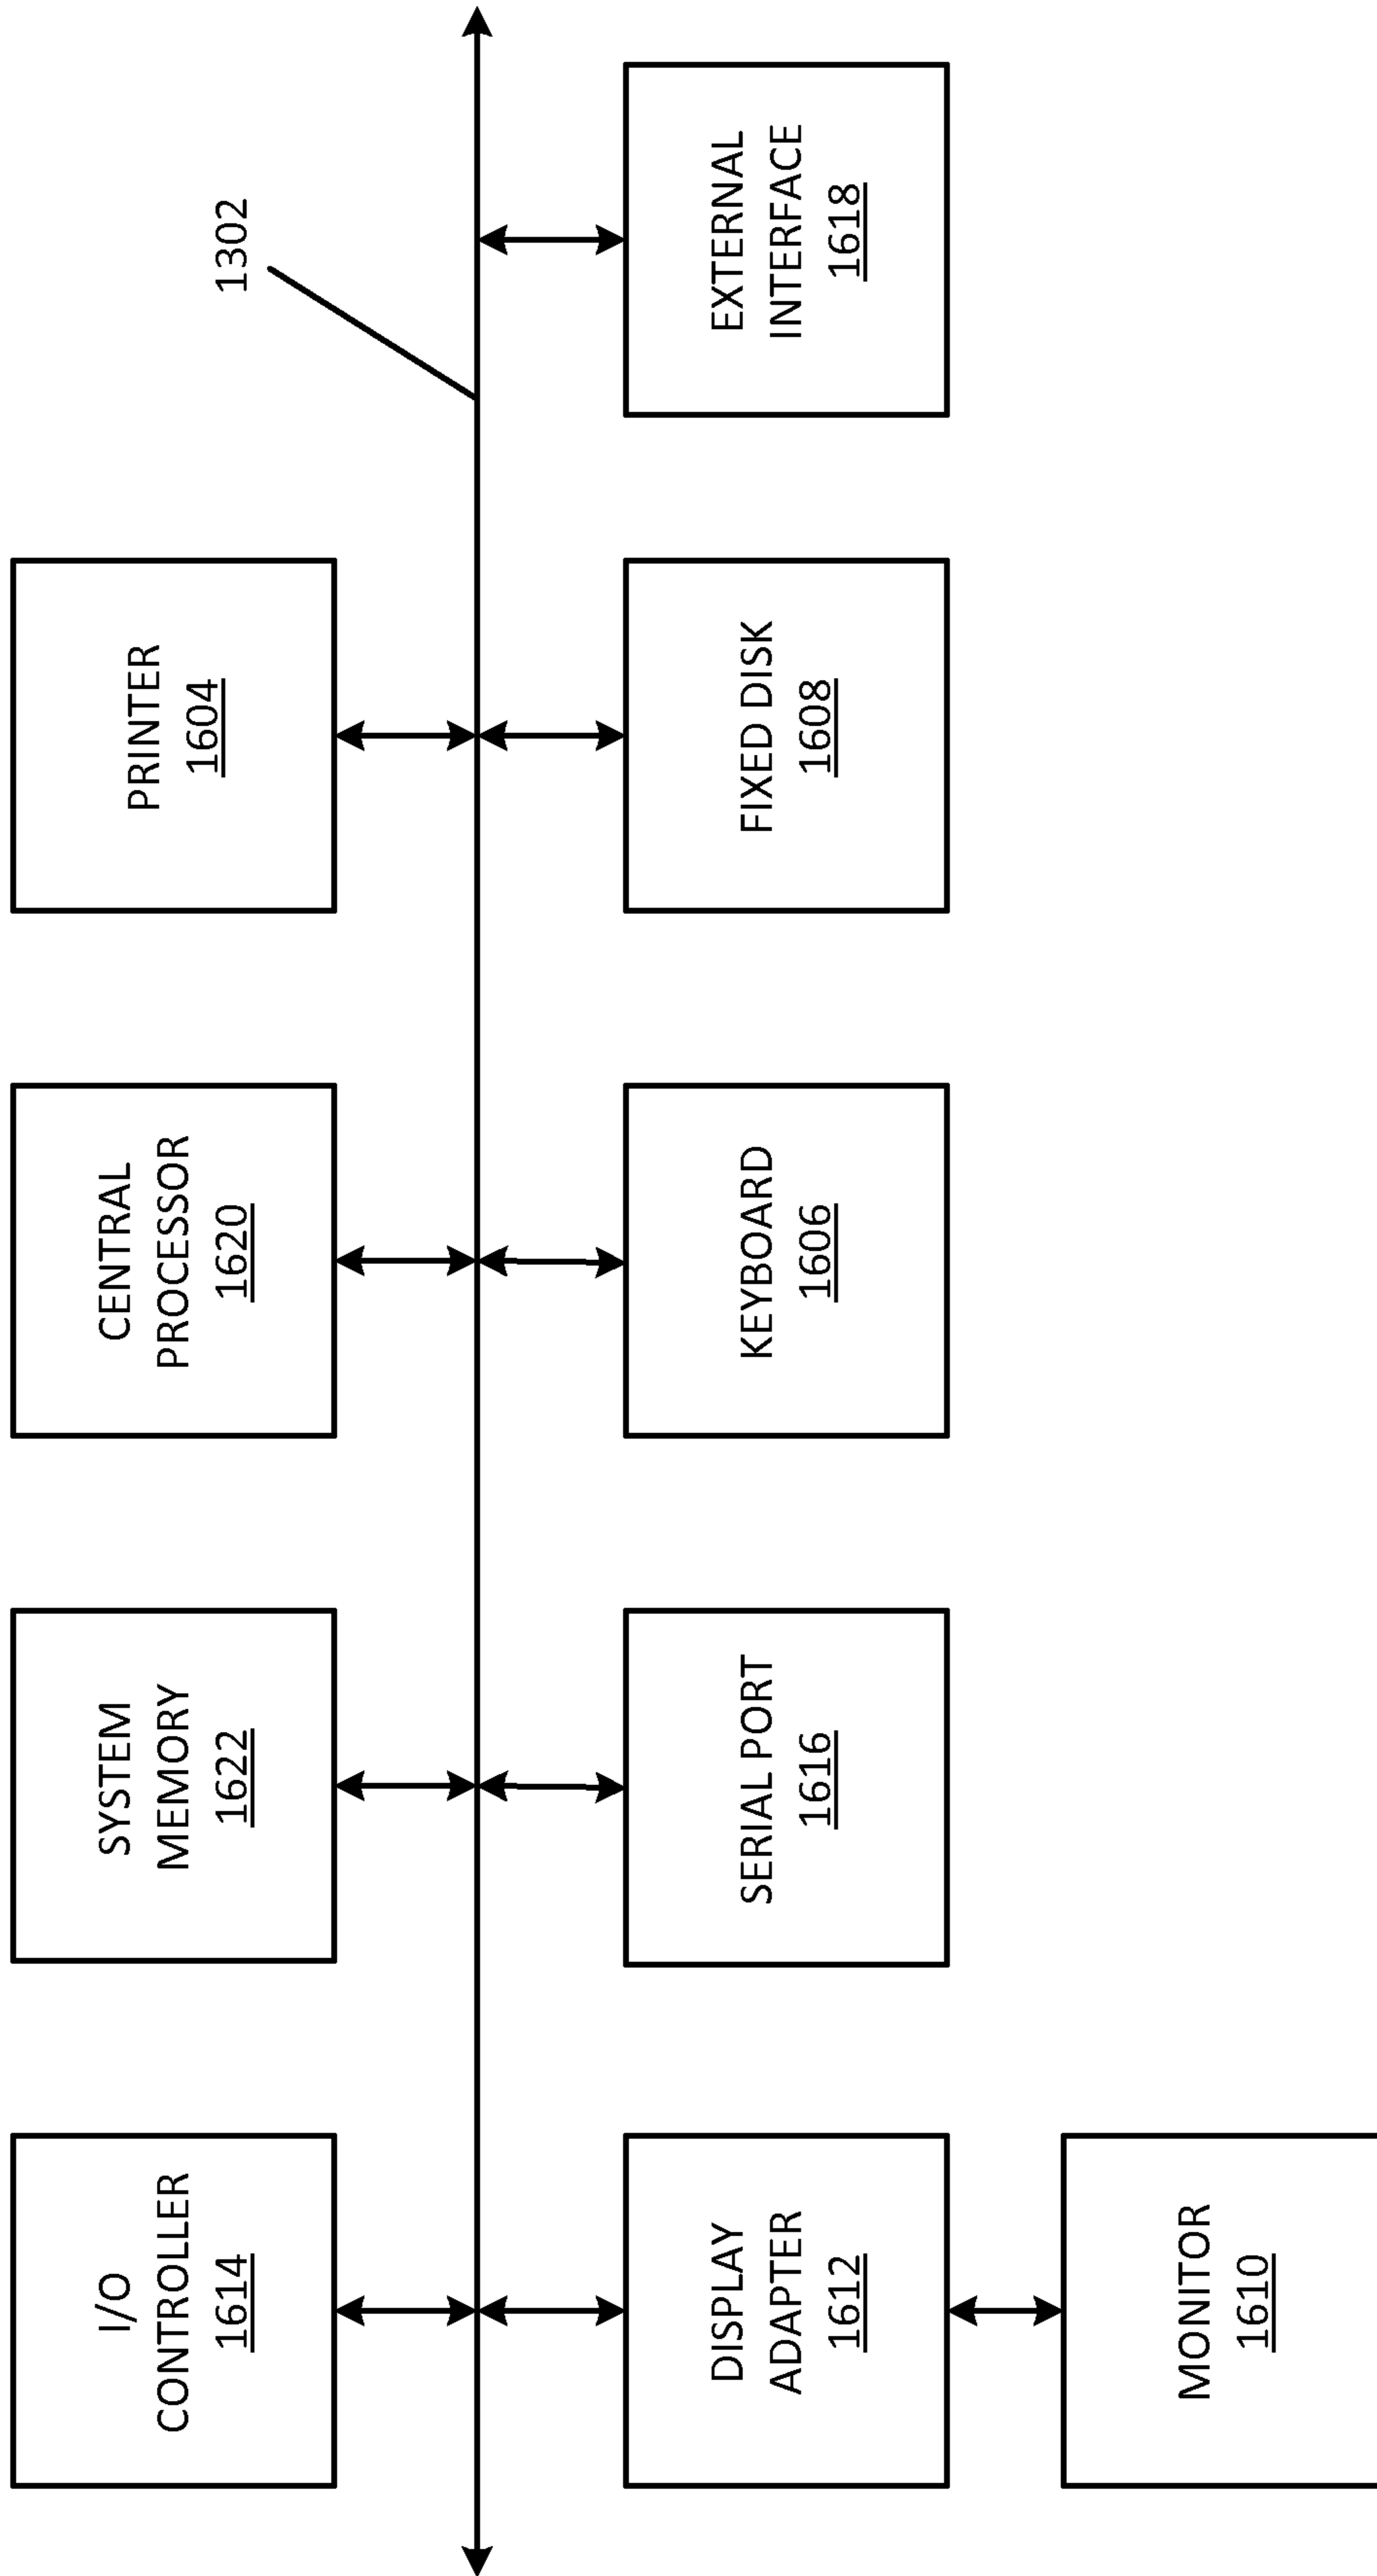 I/O
CONTROLLER
1614
SYSTEM
MEMORY
1622
CENTRAL
PROCESSOR
1620
PRINTER
1604
1302
DISPLAY
ADAPTER
1612
SERIAL PORT
1616
KEYBOARD
1606
FIXED DISK
1608
EXTERNAL
INTERFACE
1618
MONITOR
1610